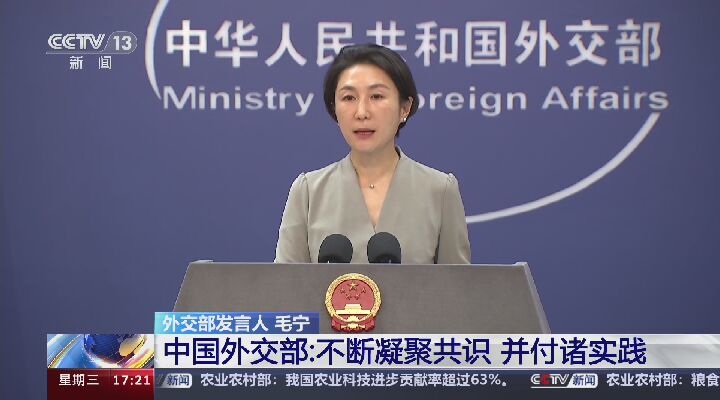 CCTV 13
新闻
中华人民共和国外交部
Ministry Foreign Affairs
外交部发言人 毛宁
中国外交部:不断凝聚共识 并付诸实践
星期三 17:21 新闻 农业农村部：我国农业科技进步贡献率超过63%。 CCTV 新闻 农业农村部：粮食